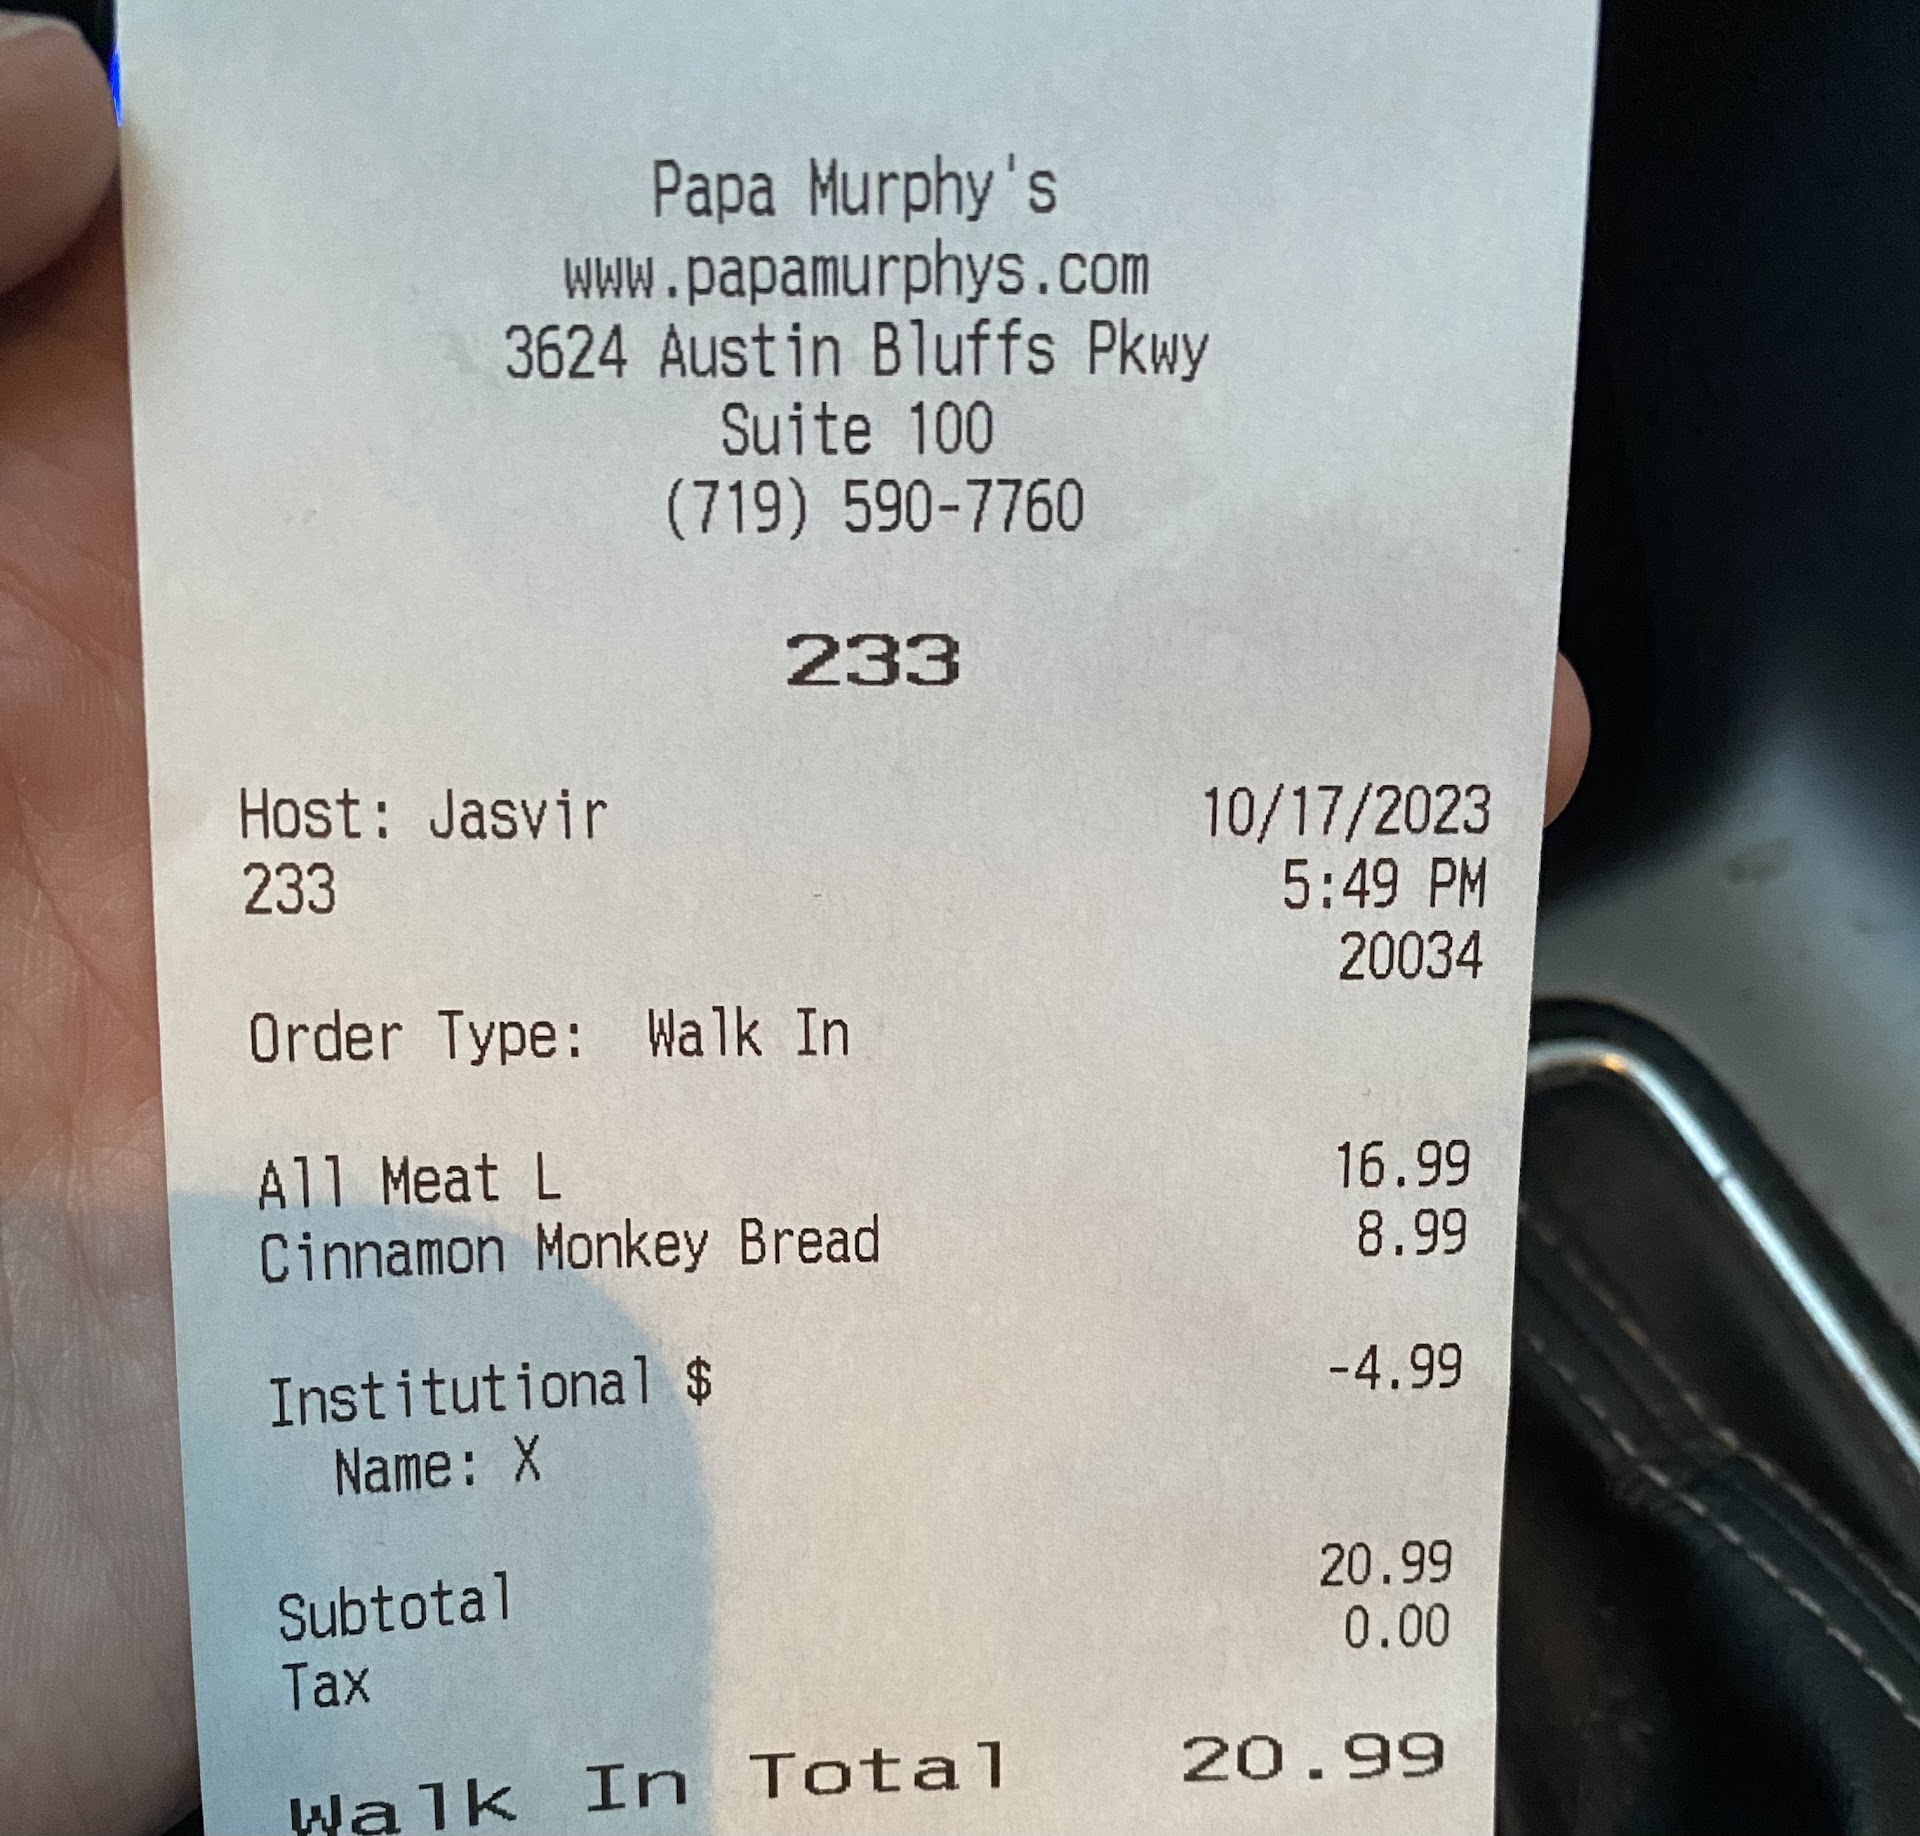 Papa Murphy's
www.papamurphys.com
3624 Austin Bluffs Pkwy
Suite 100
(719) 590-7760
233
Host: Jasvir 10/17/2023
233 5:49 PM
20034
Order Type: Walk In
All Meat L 16.99
Cinnamon Monkey Bread 8.99
Institutional $ -4.99
Name: X
Subtotal 20.99
Tax 0.00
Walk In Total 20.99